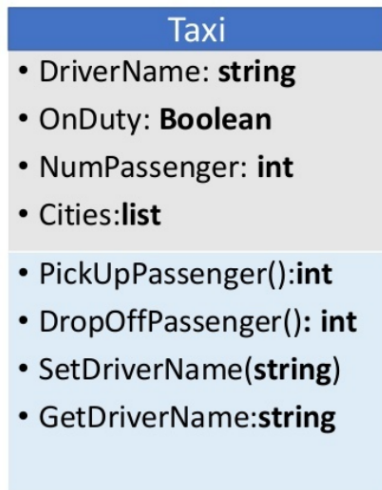 Taxi
• DriverName: string
• OnDuty: Boolean
• NumPassenger: int
• Cities:list
• PickUpPassenger():int
• DropOffPassenger(): int
• SetDriverName(string)
• GetDriverName:string